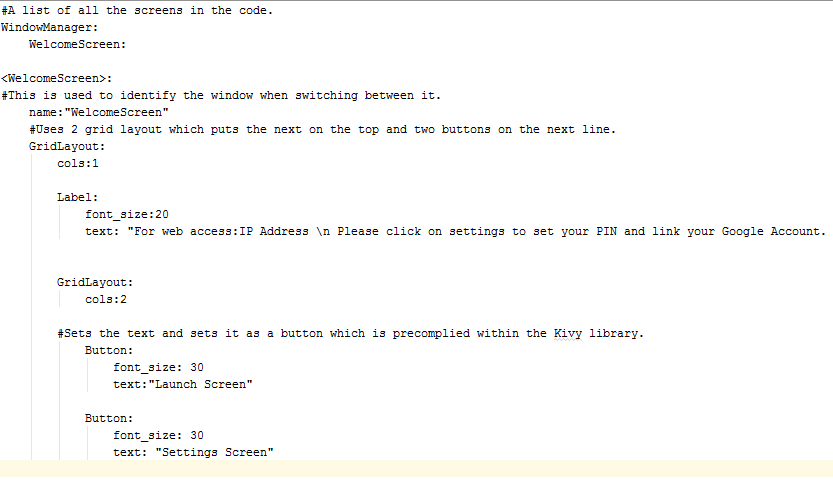 #A list of all the screens in the code.
WindowManager:
    WelcomeScreen:

<WelcomeScreen>:
#This is used to identify the window when switching between it.
    name:"WelcomeScreen"
    #Uses 2 grid layout which puts the next on the top and two buttons on the next line.
    GridLayout:
        cols:1

        Label:
            font_size:20
            text: "For web access:IP Address \n Please click on settings to set your PIN and link your Google Account.

        GridLayout:
            cols:2

        #Sets the text and sets it as a button which is precomplied within the Kivy library.
            Button:
                font_size: 30
                text:"Launch Screen"

            Button:
                font_size: 30
                text: "Settings Screen"